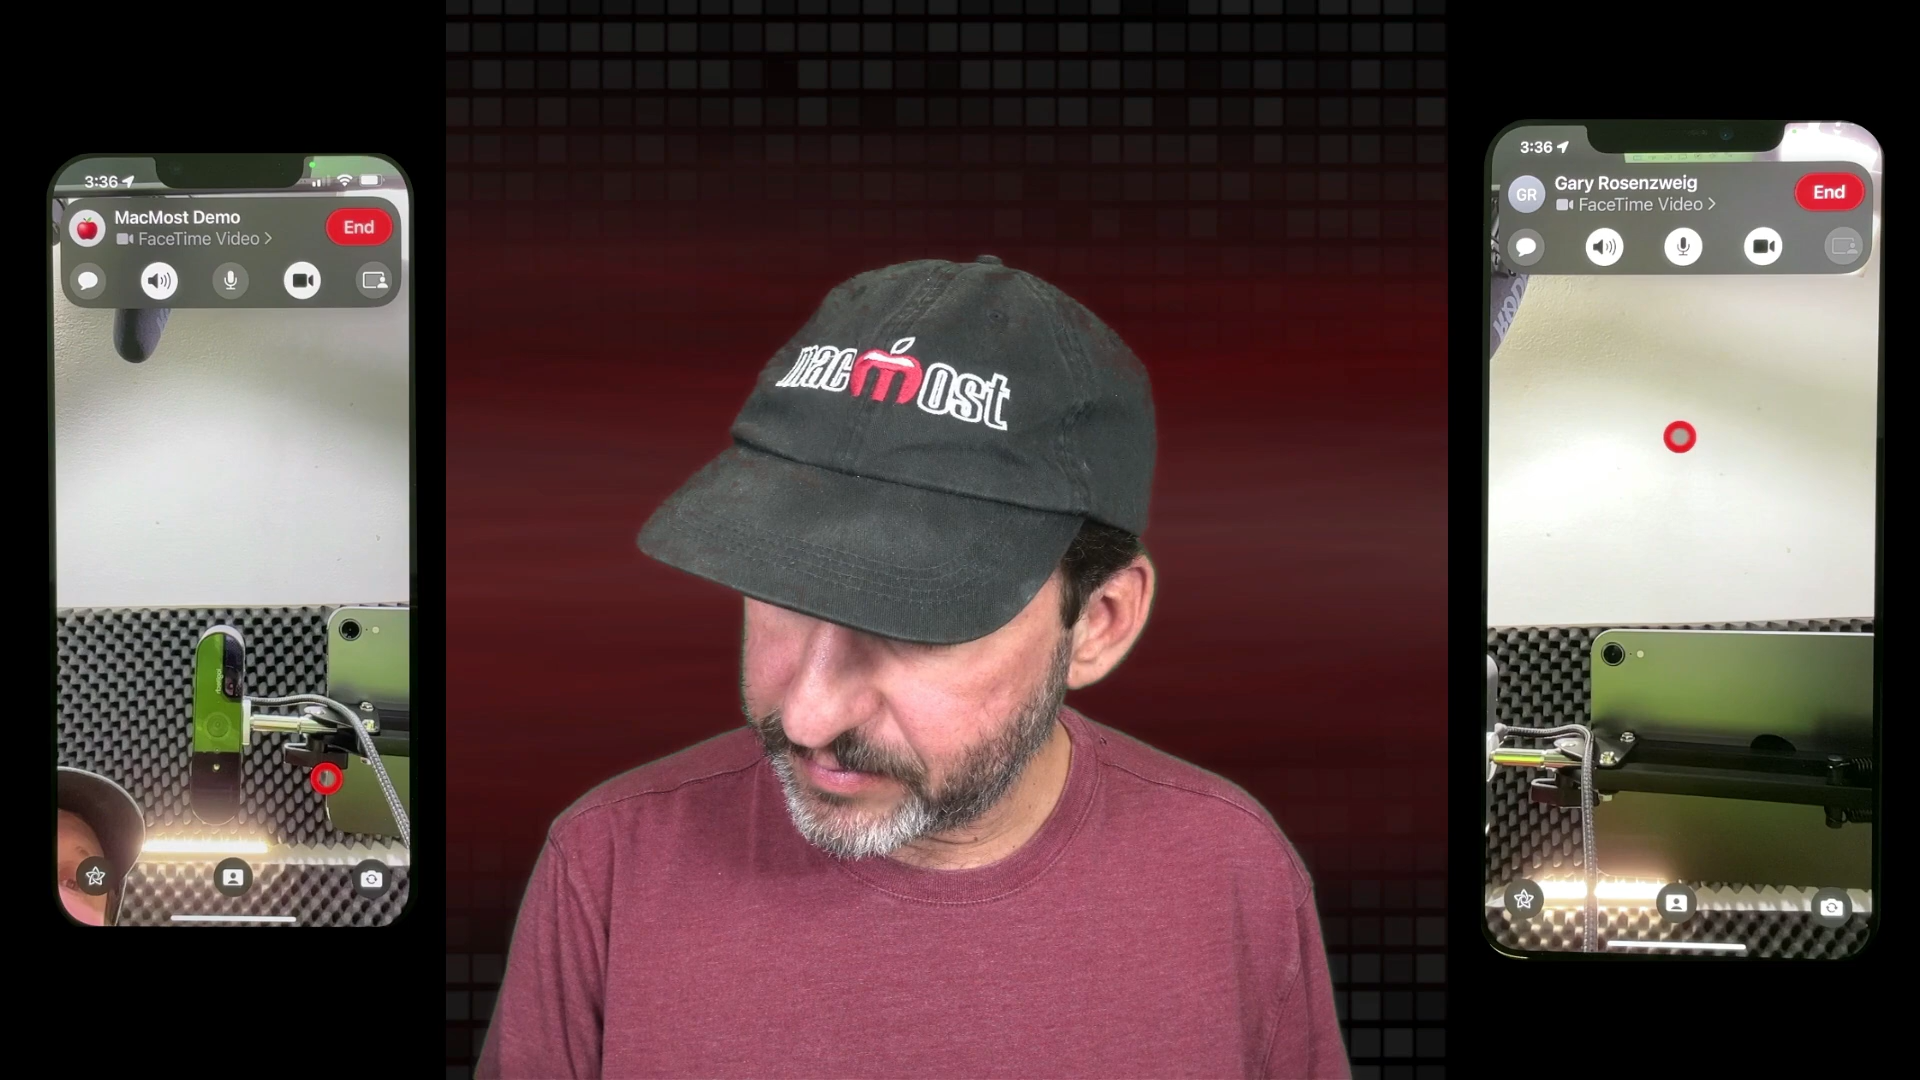 3:36
MacMost Demo
FaceTime Video >
End
macmost
3:36
GR
Gary Rosenzweig
FaceTime Video >
End